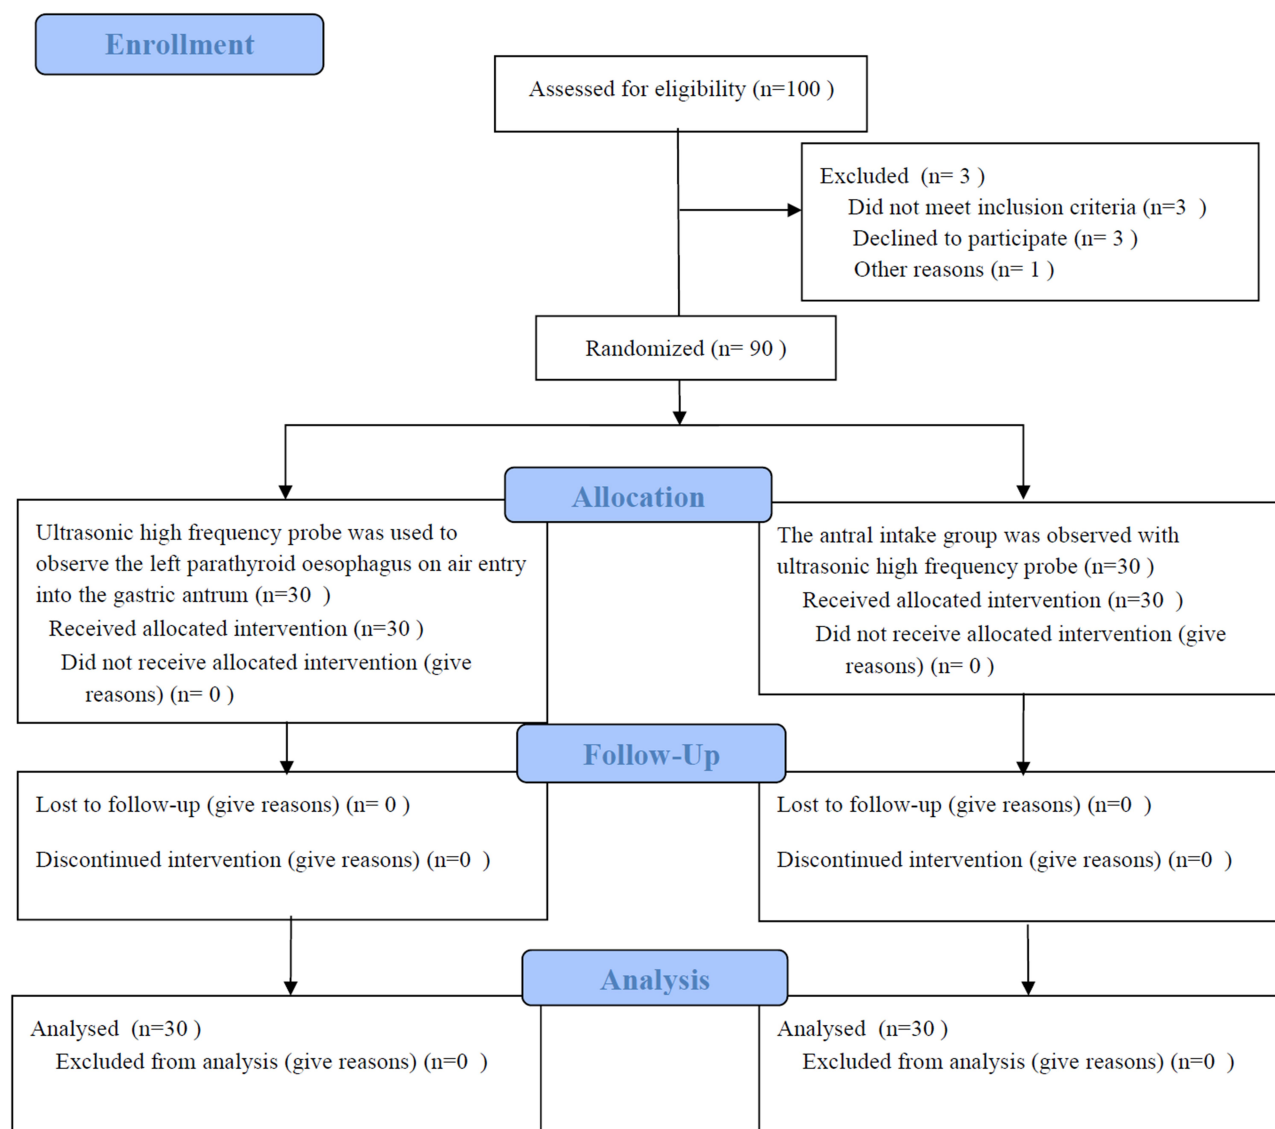 Enrollment
Assessed for eligibility (n=100 )
Excluded  (n= 3 )
Did not meet inclusion criteria (n=3  )
Declined to participate (n= 3 )
Other reasons (n= 1 )
Randomized (n= 90 )
Allocation
Ultrasonic high frequency probe was used to
observe the left parathyroid oesophagus on air entry
into the gastric antrum (n=30  )
Received allocated intervention (n=30 )
Did not receive allocated intervention (give
reasons) (n= 0 )
The antral intake group was observed with
ultrasonic high frequency probe (n=30 )
Received allocated intervention (n=30  )
Did not receive allocated intervention (give
reasons) (n= 0 )
Follow-Up
Lost to follow-up (give reasons) (n= 0 )
Discontinued intervention (give reasons) (n=0  )
Lost to follow-up (give reasons) (n=0  )
Discontinued intervention (give reasons) (n=0  )
Analysis
Analysed  (n=30 )
Excluded from analysis (give reasons) (n=0  )
Analysed  (n=30 )
Excluded from analysis (give reasons) (n=0  )